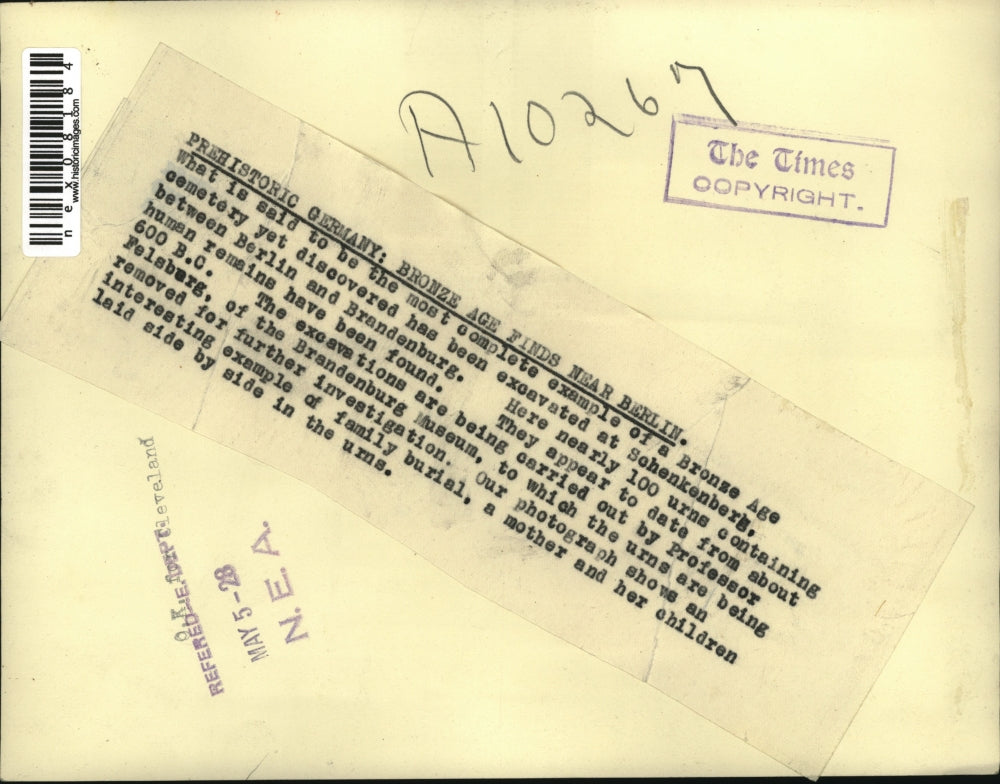 A10267
The Times
COPYRIGHT.
PREHISTORIC GERMANY: BRONZE AGE FINDS NEAR BERLIN.
What is said to be the most complete example of a Bronze Age
cemetery yet discovered has been excavated at Schenkenberg,
between Berlin and Brandenburg. Here nearly 100 urns containing
human remains have been found. They appear to date from about
600 B.C. The excavations are being carried out by Professor
Felsburg, of the Brandenburg Museum, to which the urns are being
removed for further investigation. Our photograph shows an
interesting example of family burial, a mother and her children
laid side by side in the urns.
nex08184
www.historicimages.com
O.K. Cleveland
REFERED E. DEPT.
MAY 5-28
N.E.A.